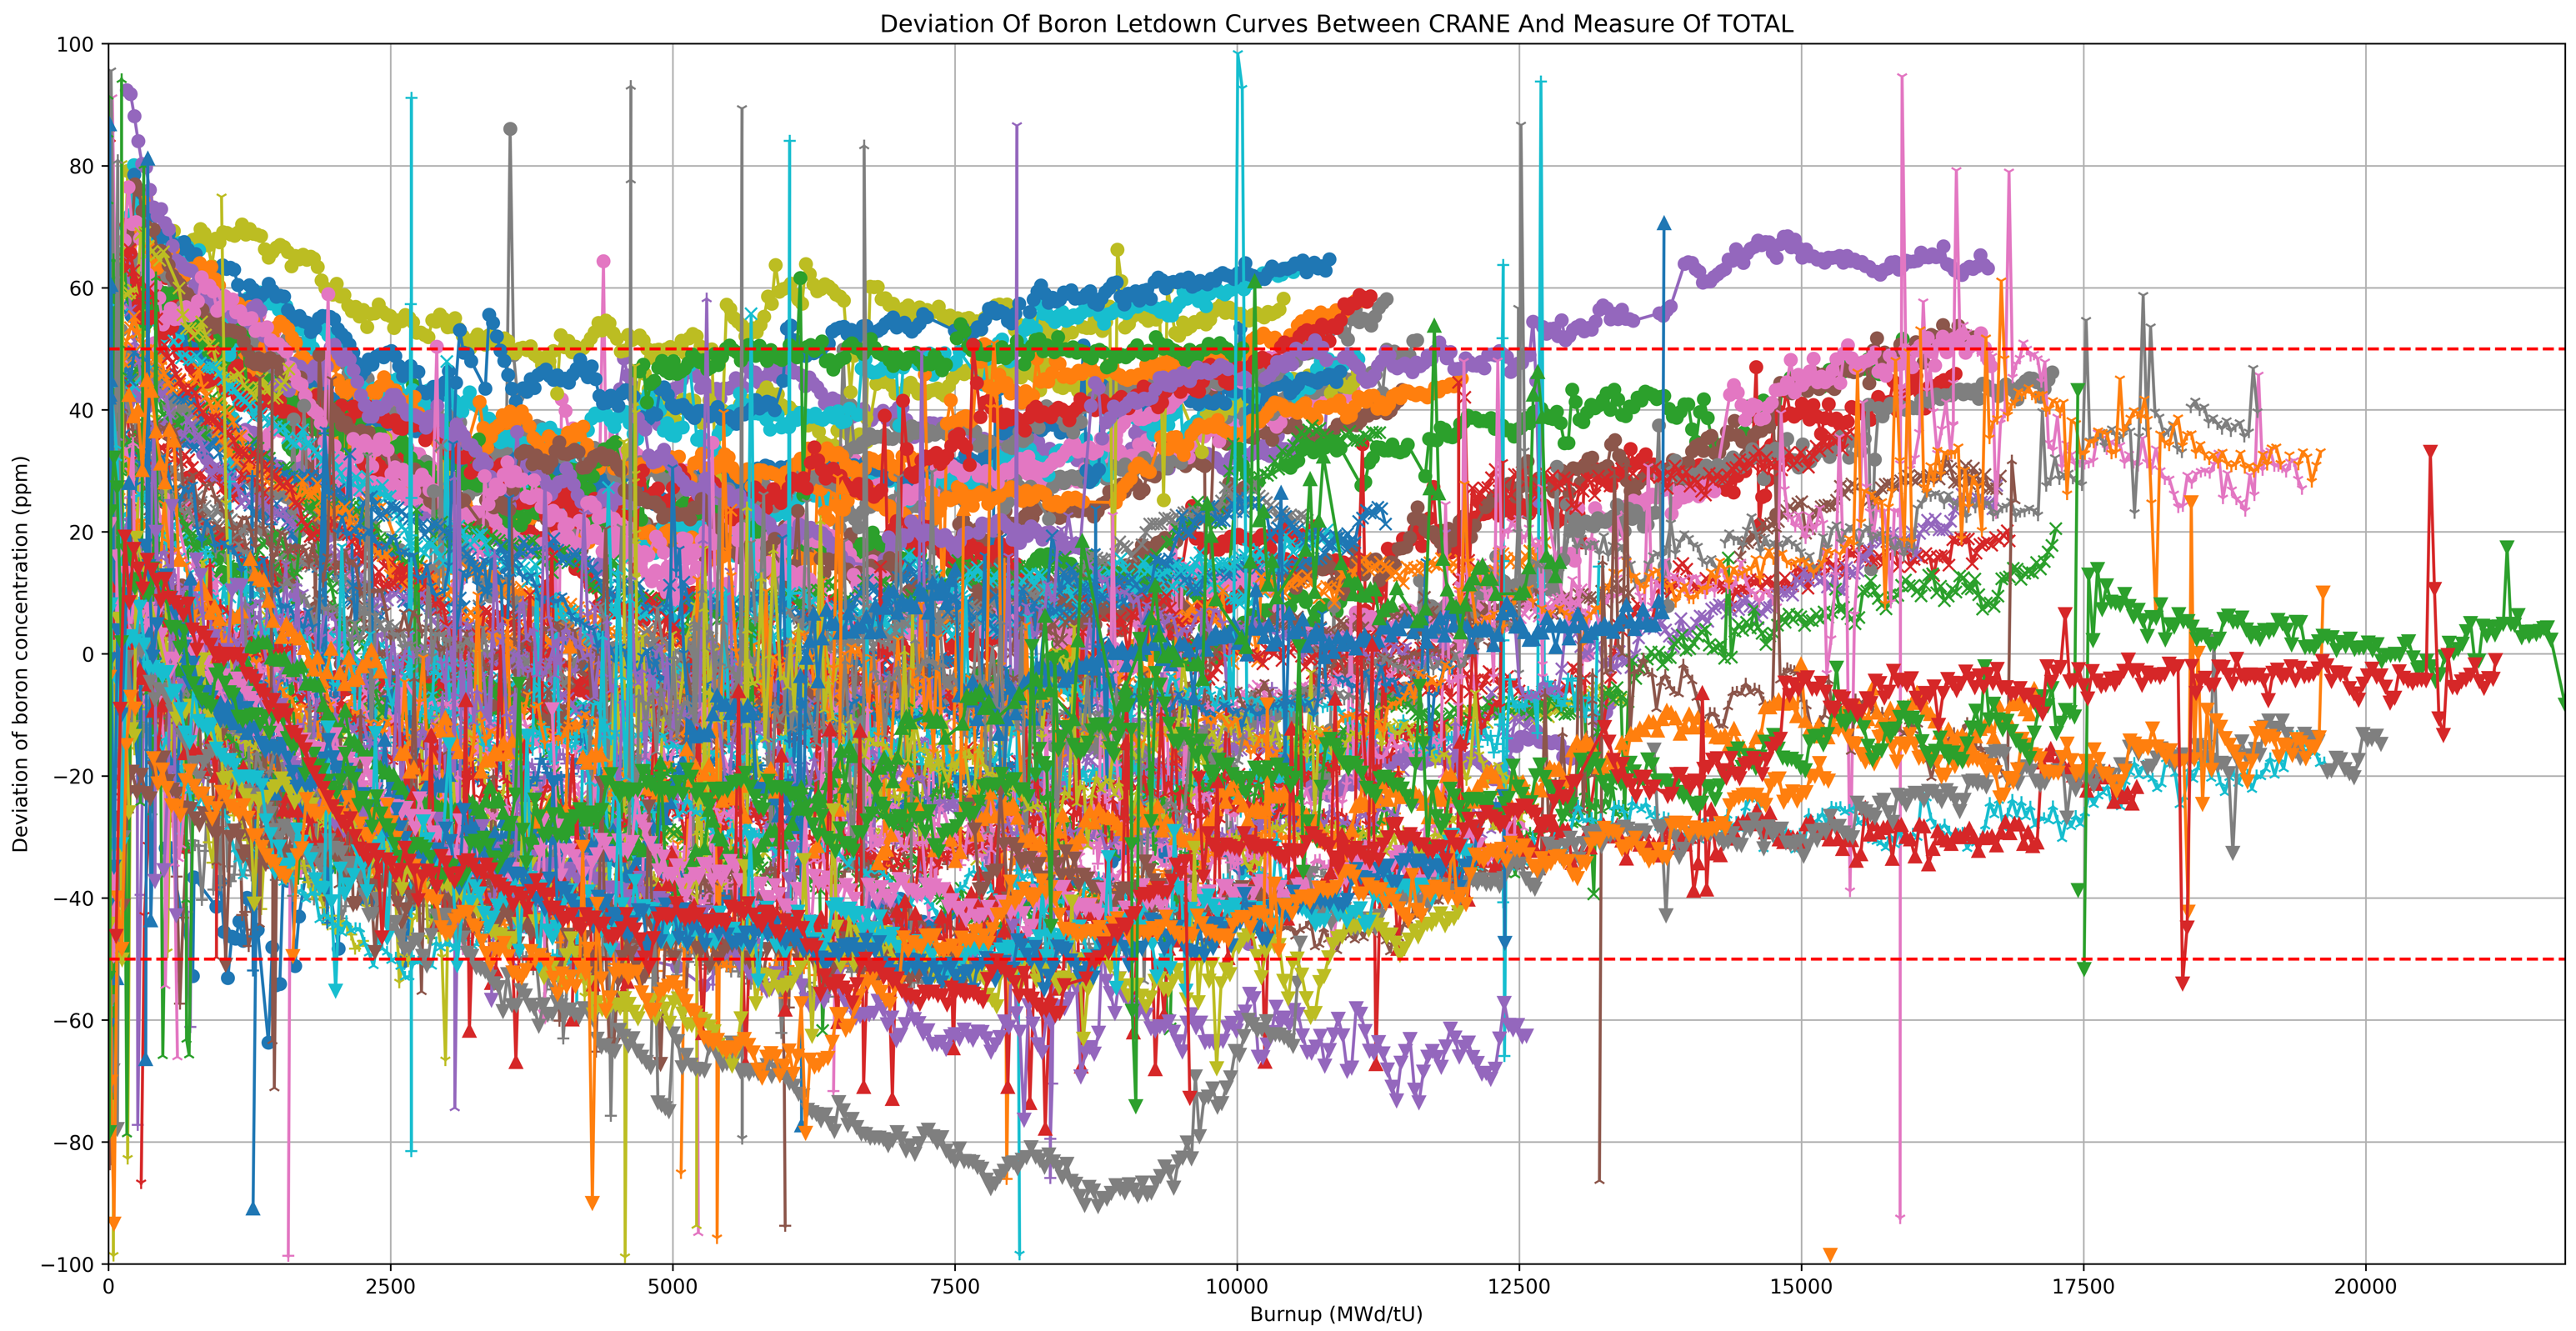 Deviation Of Boron Letdown Curves Between CRANE And Measure Of TOTAL
Deviation of boron concentration (ppm)
100
80
60
40
20
0
−20
−40
−60
−80
−100
0 2500 5000 7500 10000 12500 15000 17500 20000
Burnup (MWd/tU)